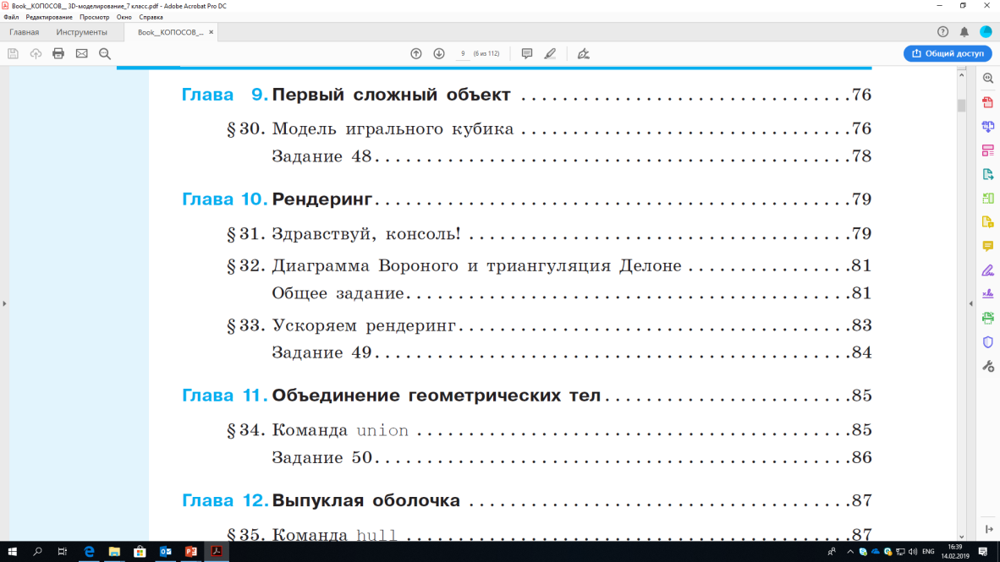 Book__КОПОСОВ__ 3D-моделирование_7 класс.pdf - Adobe Acrobat Pro DC
Файл Редактирование Просмотр Окно Справка
Главная Инструменты Book__КОПОСОВ_... ×
9 (6 из 112) Общий доступ
Глава 9. Первый сложный объект ................................76
§ 30. Модель игрального кубика ................................76
Задание 48..............................................78
Глава 10. Рендеринг..............................................79
§ 31. Здравствуй, консоль! .....................................79
§ 32. Диаграмма Вороного и триангуляция Делоне ................81
Общее задание...........................................81
§ 33. Ускоряем рендеринг......................................83
Задание 49..............................................84
Глава 11. Объединение геометрических тел........................85
§ 34. Команда union ..........................................85
Задание 50..............................................86
Глава 12. Выпуклая оболочка .....................................87
§ 35. Команда hull ...........................................87
ENG
16:39
14.02.2019